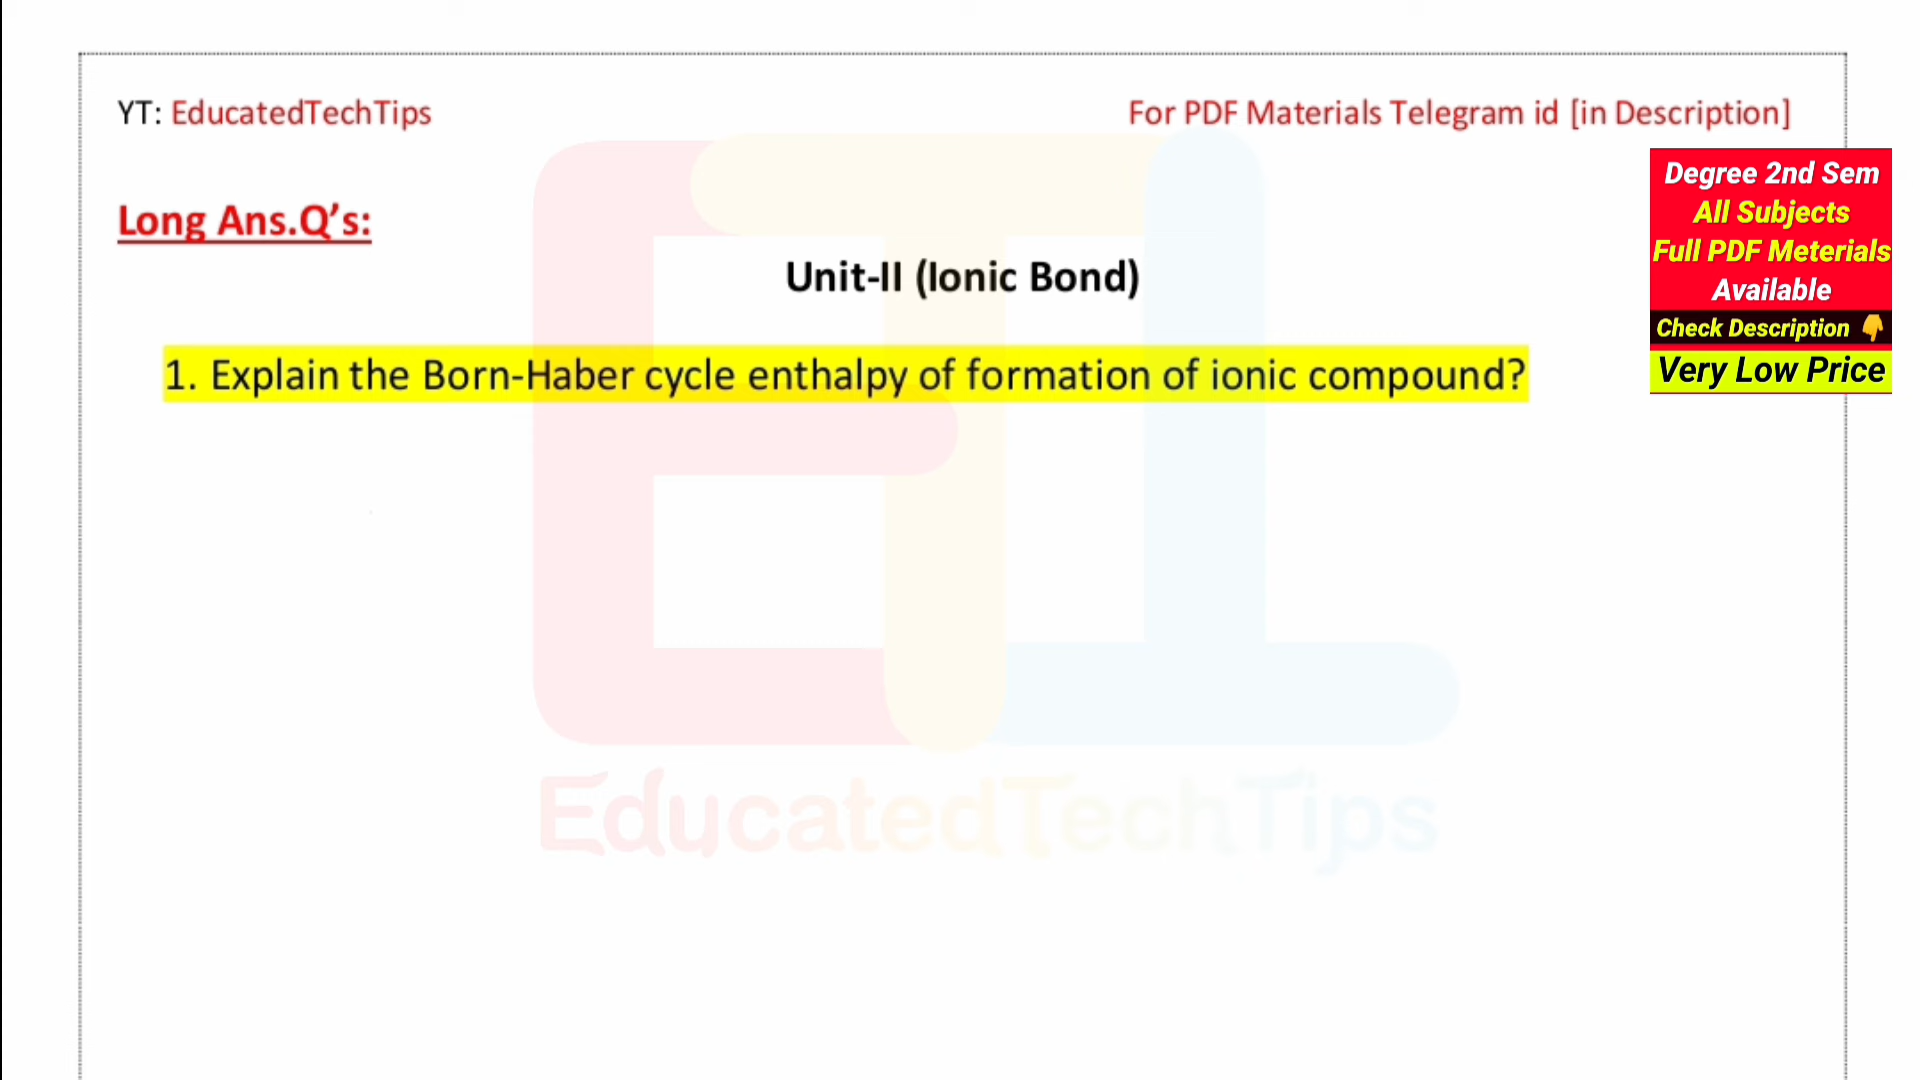 YT: EducatedTechTips
For PDF Materials Telegram id [in Description]
Degree 2nd Sem
All Subjects
Full PDF Meterials
Available
Check Description 👇
Very Low Price
Long Ans.Q’s:
Unit-II (Ionic Bond)
1. Explain the Born-Haber cycle enthalpy of formation of ionic compound?
EducatedTechTips